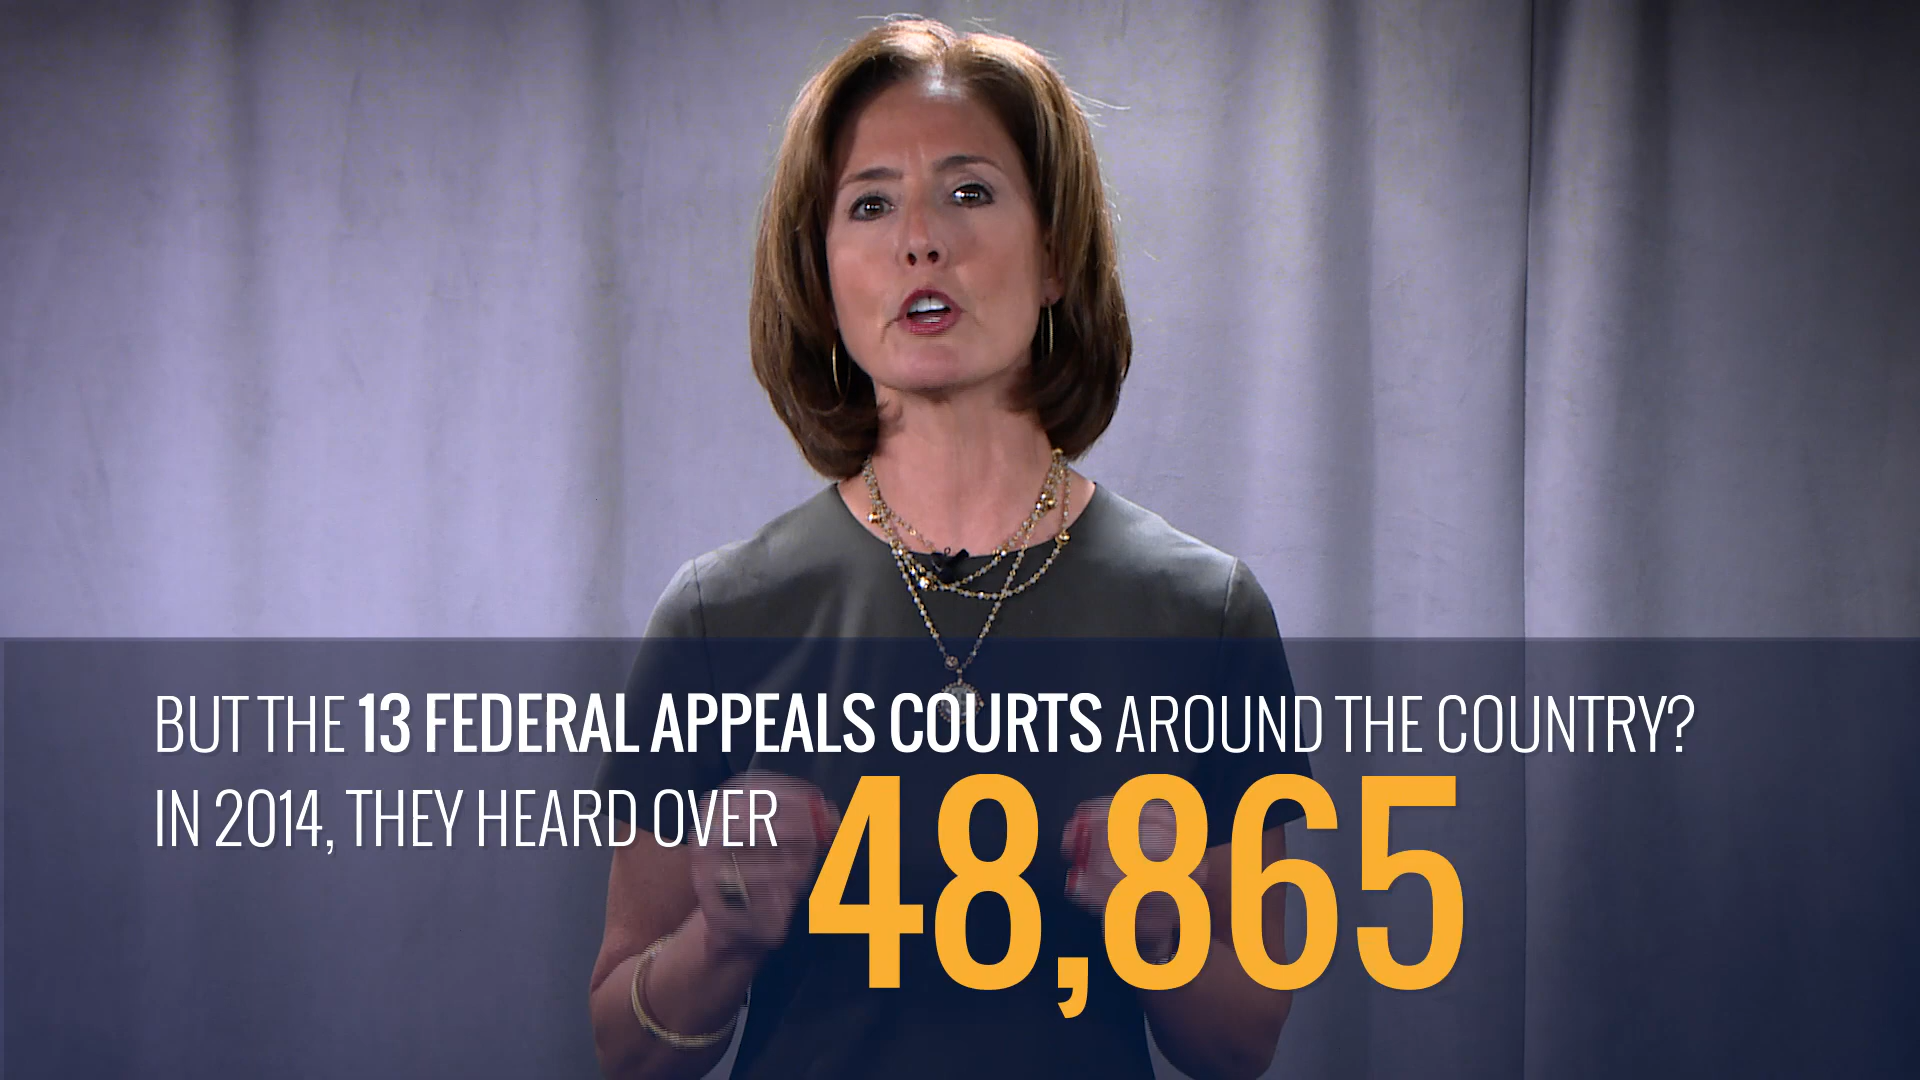 BUT THE 13 FEDERAL APPEALS COURTS AROUND THE COUNTRY?
IN 2014, THEY HEARD OVER 48,865